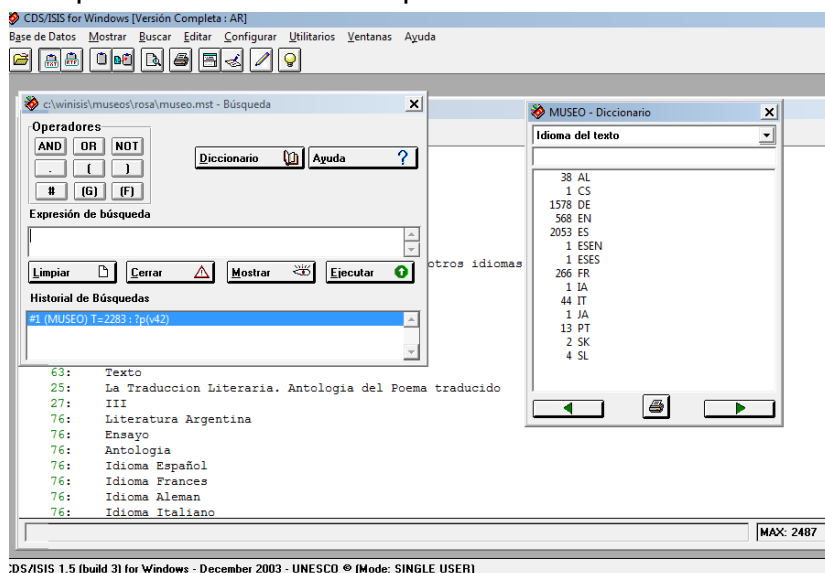 CDS/ISIS for Windows [Versión Completa : AR]
Base de Datos Mostrar Buscar Editar Configurar Utilitarios Ventanas Ayuda
c:\winisis\museos\rosa\museo.mst - Búsqueda
Operadores
AND OR NOT
. ( )
# (G) (F)
Diccionario Ayuda ?
Expresión de búsqueda
Limpiar Cerrar Mostrar Ejecutar
Historial de Búsquedas
#1 (MUSEO) T=2283 : ?p(v42)
otros idiomas
63: Texto
25: La Traduccion Literaria. Antologia del Poema traducido
27: III
76: Literatura Argentina
76: Ensayo
76: Antologia
76: Idioma Español
76: Idioma Frances
76: Idioma Aleman
76: Idioma Italiano
MUSEO - Diccionario
Idioma del texto
38 AL
1 CS
1578 DE
568 EN
2053 ES
1 ESEN
1 ESES
266 FR
1 IA
44 IT
1 JA
13 PT
2 SK
4 SL
MAX: 2487
CDS/ISIS 1.5 (build 3) for Windows - December 2003 - UNESCO © (Mode: SINGLE USER)